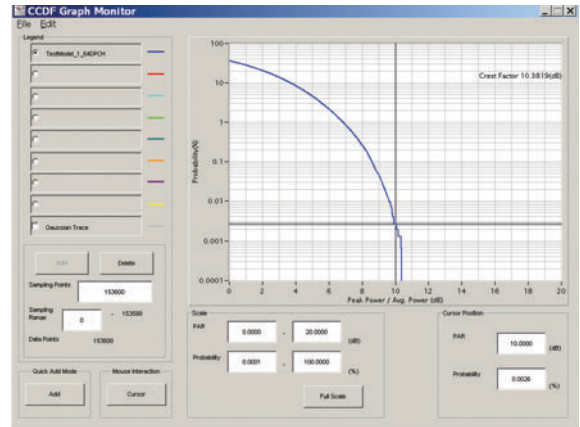 CCDF Graph Monitor
File Edit
Legend
TestModel_1_64DPCH
Gaussian Trace
Add
Delete
Sampling Points
153600
Sampling Range
0
-
153599
Data Points
153600
Quick Add Mode
Add
Mouse Interaction
Cursor
100
10
1
0.1
0.01
0.001
0.0001
Probability(%)
Crest Factor 10.3819(dB)
0 2 4 6 8 10 12 14 16 18 20
Peak Power / Avg. Power (dB)
Scale
PAR
0.0000 - 20.0000
(dB)
Probability
0.0001 - 100.0000
(%)
Full Scale
Cursor Position
PAR
10.0000
(dB)
Probability
0.0026
(%)